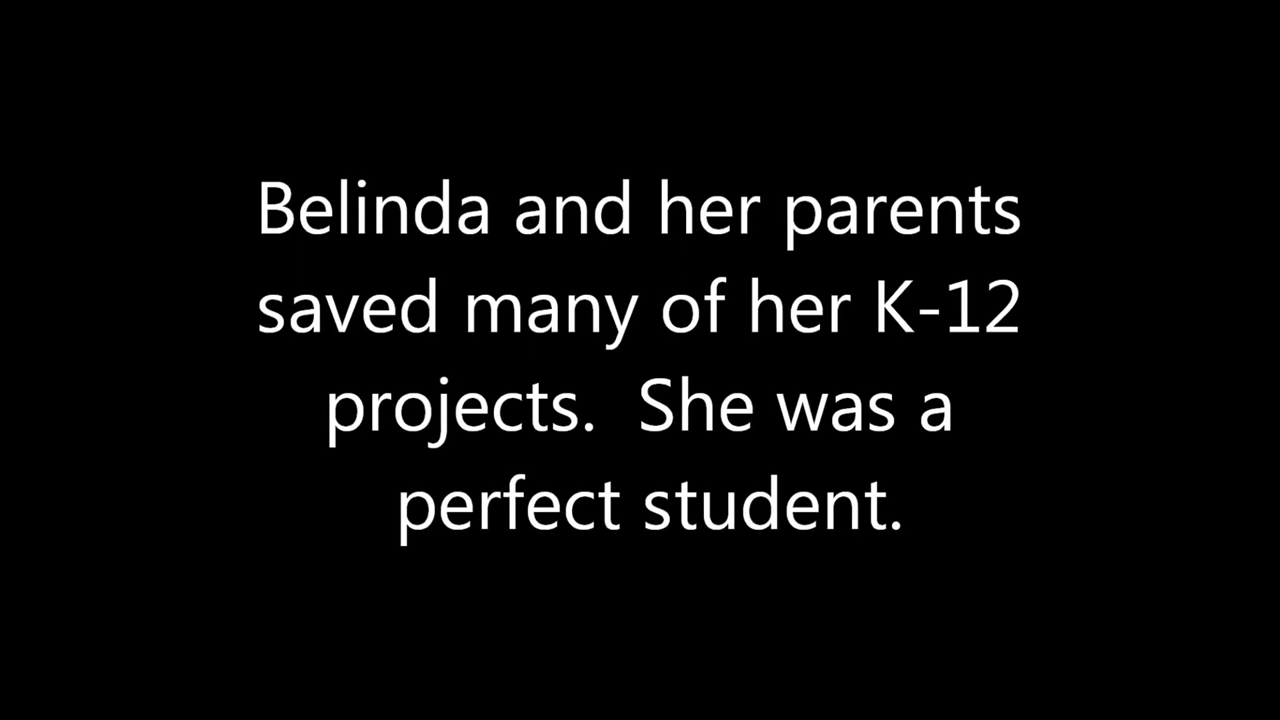 Belinda and her parents
saved many of her K-12
projects.  She was a
perfect student.